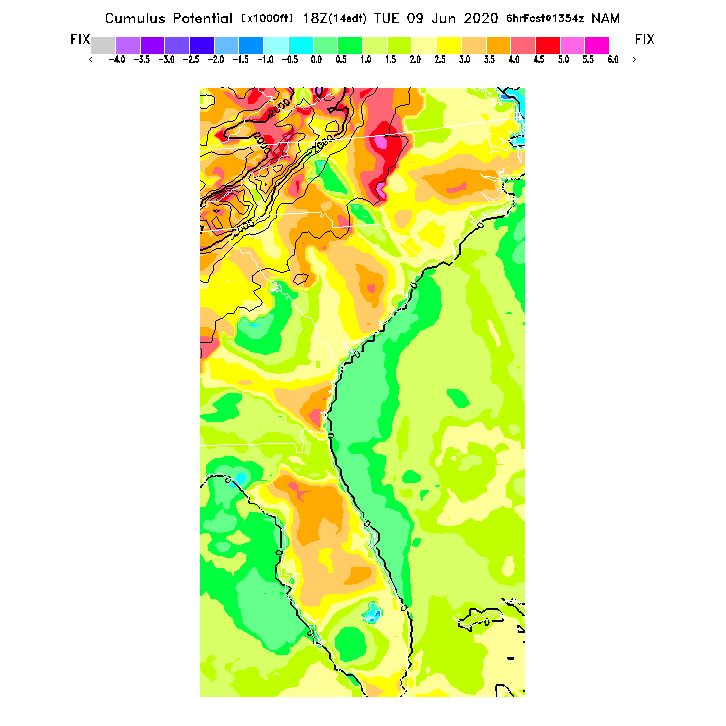 Cumulus Potential [x1000ft] 18Z(14edt) TUE 09 Jun 2020 6hrFcst@1354z NAM
FIX FIX
< -4.0 -3.5 -3.0 -2.5 -2.0 -1.5 -1.0 -0.5 0.0 0.5 1.0 1.5 2.0 2.5 3.0 3.5 4.0 4.5 5.0 5.5 6.0 >
2000
2000